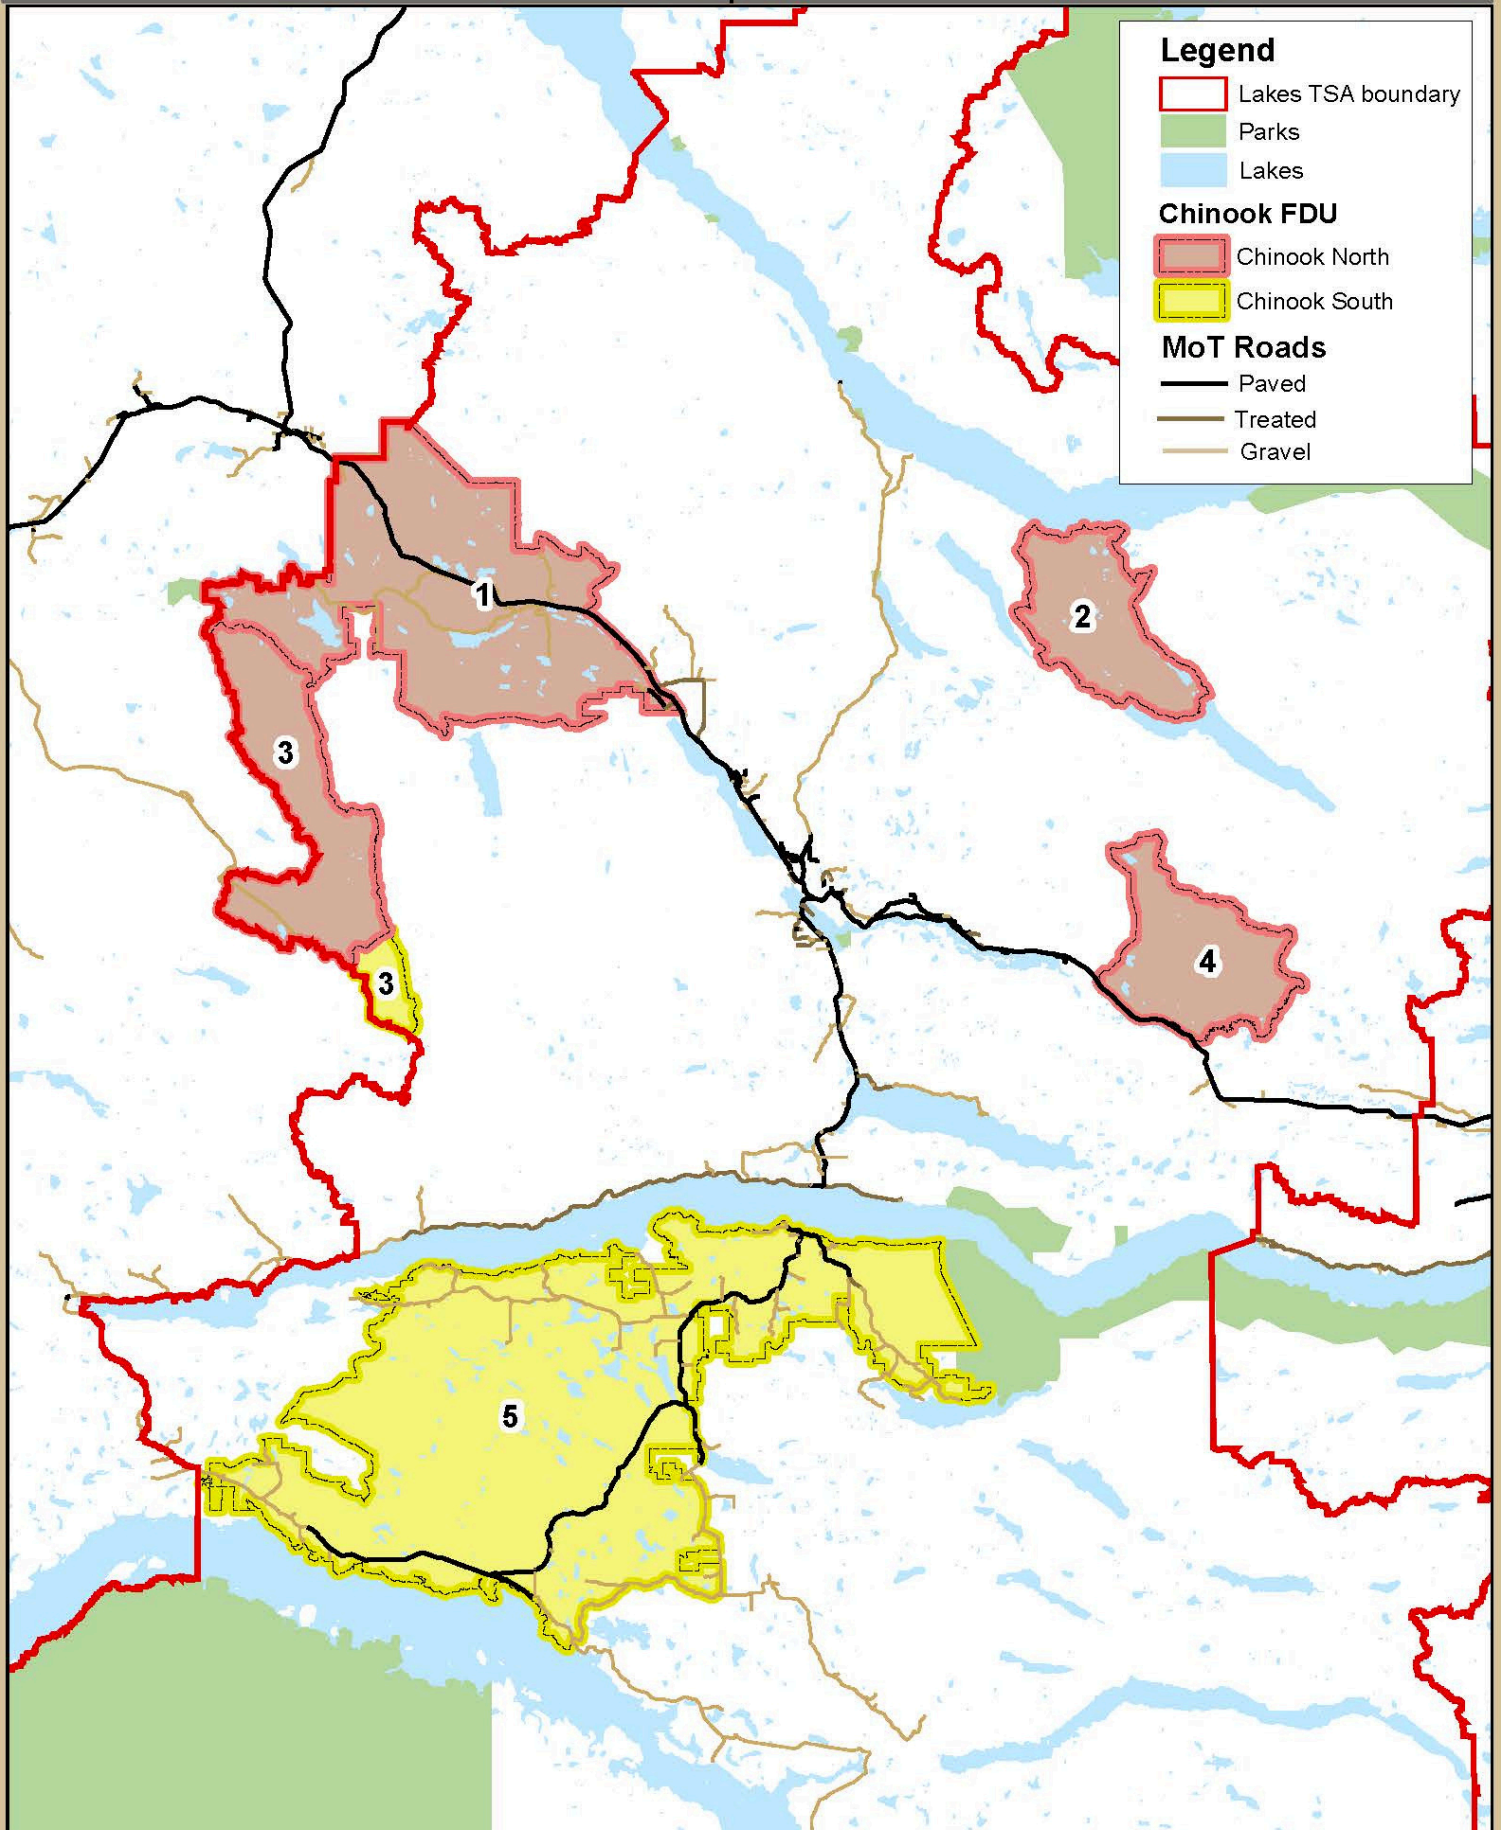 Legend
Lakes TSA boundary
Parks
Lakes
Chinook FDU
Chinook North
Chinook South
MoT Roads
Paved
Treated
Gravel
1
2
3
4
3
5